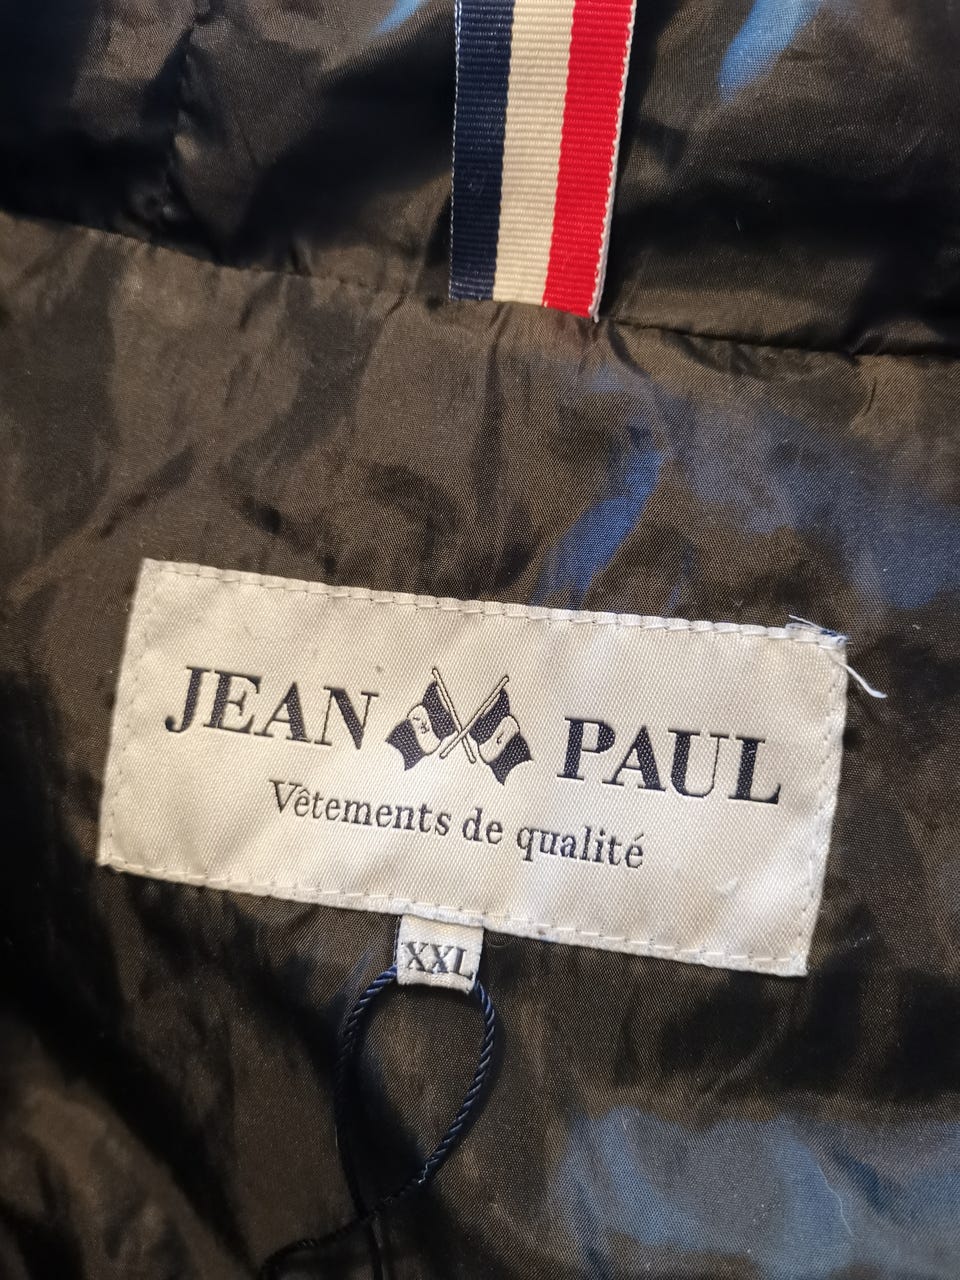 JEAN PAUL
Vêtements de qualité
XXL